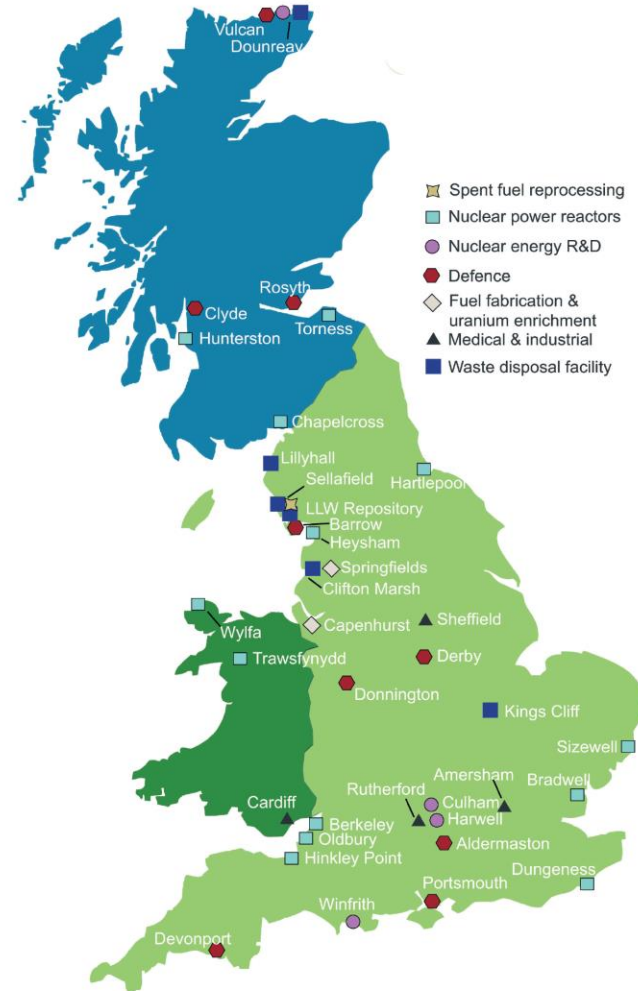 Vulcan
Dounreay
Spent fuel reprocessing
Nuclear power reactors
Nuclear energy R&D
Defence
Fuel fabrication &
uranium enrichment
Medical & industrial
Waste disposal facility
Rosyth
Clyde
Torness
Hunterston
Chapelcross
Lillyhall
Sellafield
Hartlepool
LLW Repository
Barrow
Heysham
Springfields
Clifton Marsh
Capenhurst
Sheffield
Wylfa
Trawsfynydd
Derby
Donnington
Kings Cliff
Sizewell
Amersham
Bradwell
Rutherford
Culham
Cardiff
Harwell
Berkeley
Oldbury
Aldermaston
Hinkley Point
Dungeness
Portsmouth
Winfrith
Devonport